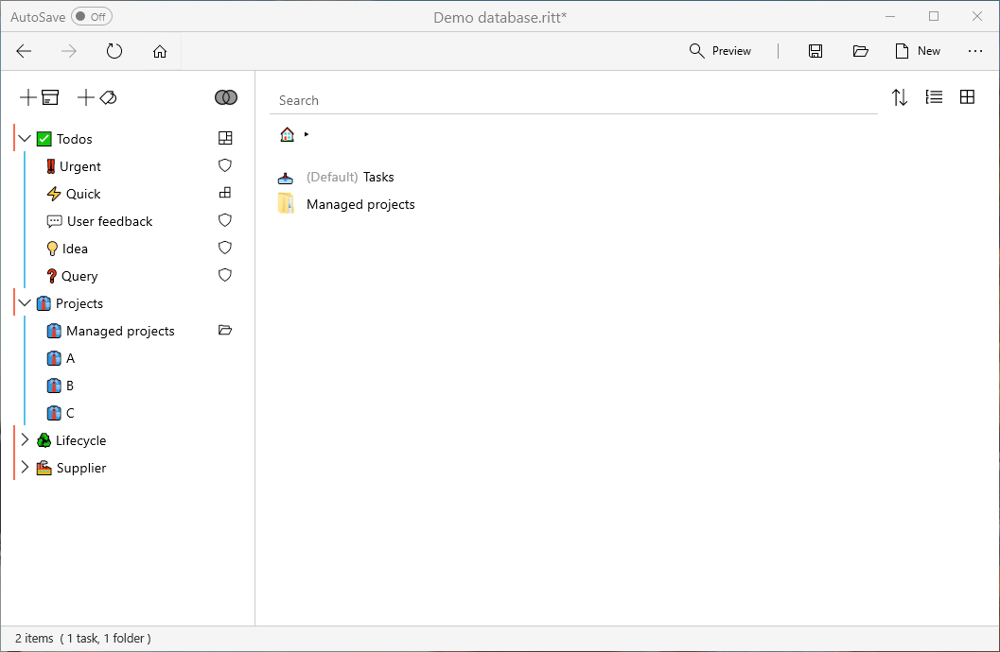 AutoSave Off Demo database.ritt*
Preview New
Search
Todos
Urgent
Quick
User feedback
Idea
Query
Projects
Managed projects
A
B
C
Lifecycle
Supplier
(Default) Tasks
Managed projects
2 items ( 1 task, 1 folder )